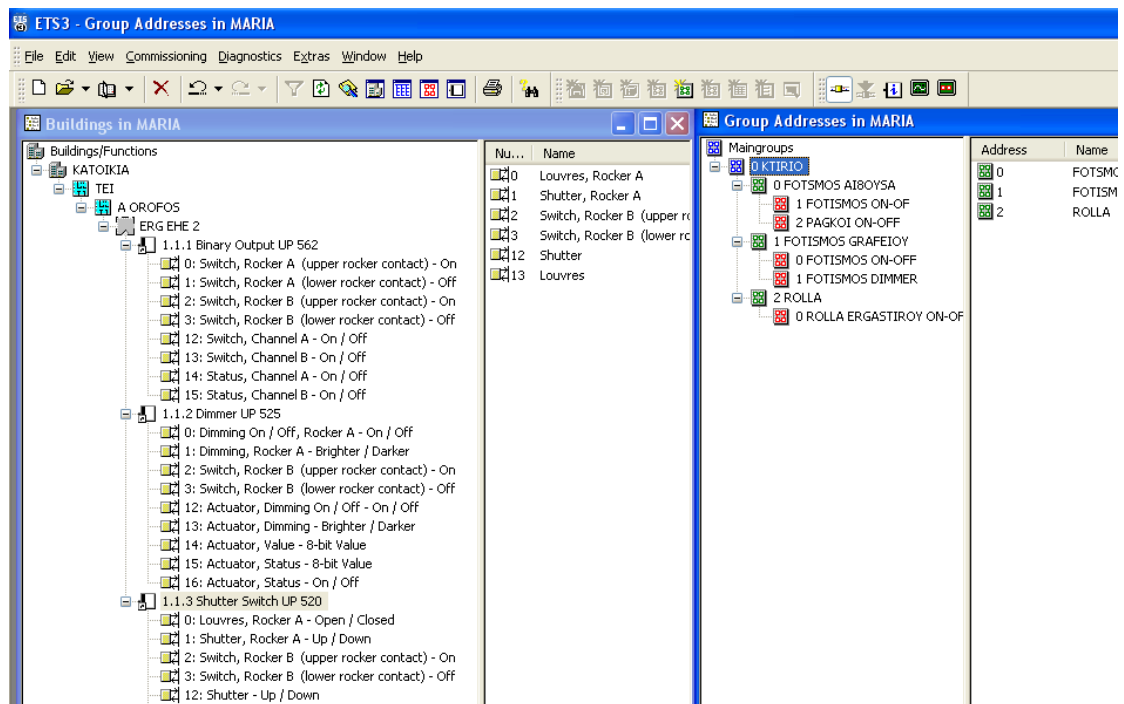 ETS3 - Group Addresses in MARIA
File Edit View Commissioning Diagnostics Extras Window Help
Buildings in MARIA
Buildings/Functions
KATOIKIA
TEI
A OROFOS
ERG EHE 2
1.1.1 Binary Output UP 562
0: Switch, Rocker A (upper rocker contact) - On
1: Switch, Rocker A (lower rocker contact) - Off
2: Switch, Rocker B (upper rocker contact) - On
3: Switch, Rocker B (lower rocker contact) - Off
12: Switch, Channel A - On / Off
13: Switch, Channel B - On / Off
14: Status, Channel A - On / Off
15: Status, Channel B - On / Off
1.1.2 Dimmer UP 525
0: Dimming On / Off, Rocker A - On / Off
1: Dimming, Rocker A - Brighter / Darker
2: Switch, Rocker B (upper rocker contact) - On
3: Switch, Rocker B (lower rocker contact) - Off
12: Actuator, Dimming On / Off - On / Off
13: Actuator, Dimming - Brighter / Darker
14: Actuator, Value - 8-bit Value
15: Actuator, Status - 8-bit Value
16: Actuator, Status - On / Off
1.1.3 Shutter Switch UP 520
0: Louvres, Rocker A - Open / Closed
1: Shutter, Rocker A - Up / Down
2: Switch, Rocker B (upper rocker contact) - On
3: Switch, Rocker B (lower rocker contact) - Off
12: Shutter - Up / Down
Nu... Name
0 Louvres, Rocker A
1 Shutter, Rocker A
2 Switch, Rocker B (upper ro
3 Switch, Rocker B (lower rc
12 Shutter
13 Louvres
Group Addresses in MARIA
Maingroups
0 KTIRIO
0 FOTSMOS AI8OYSA
1 FOTISMOS ON-OF
2 PAGKOI ON-OFF
1 FOTISMOS GRAFEIOY
0 FOTISMOS ON-OFF
1 FOTISMOS DIMMER
2 ROLLA
0 ROLLA ERGASTIROY ON-OF
Address Name
0 FOTSMO
1 FOTISM
2 ROLLA